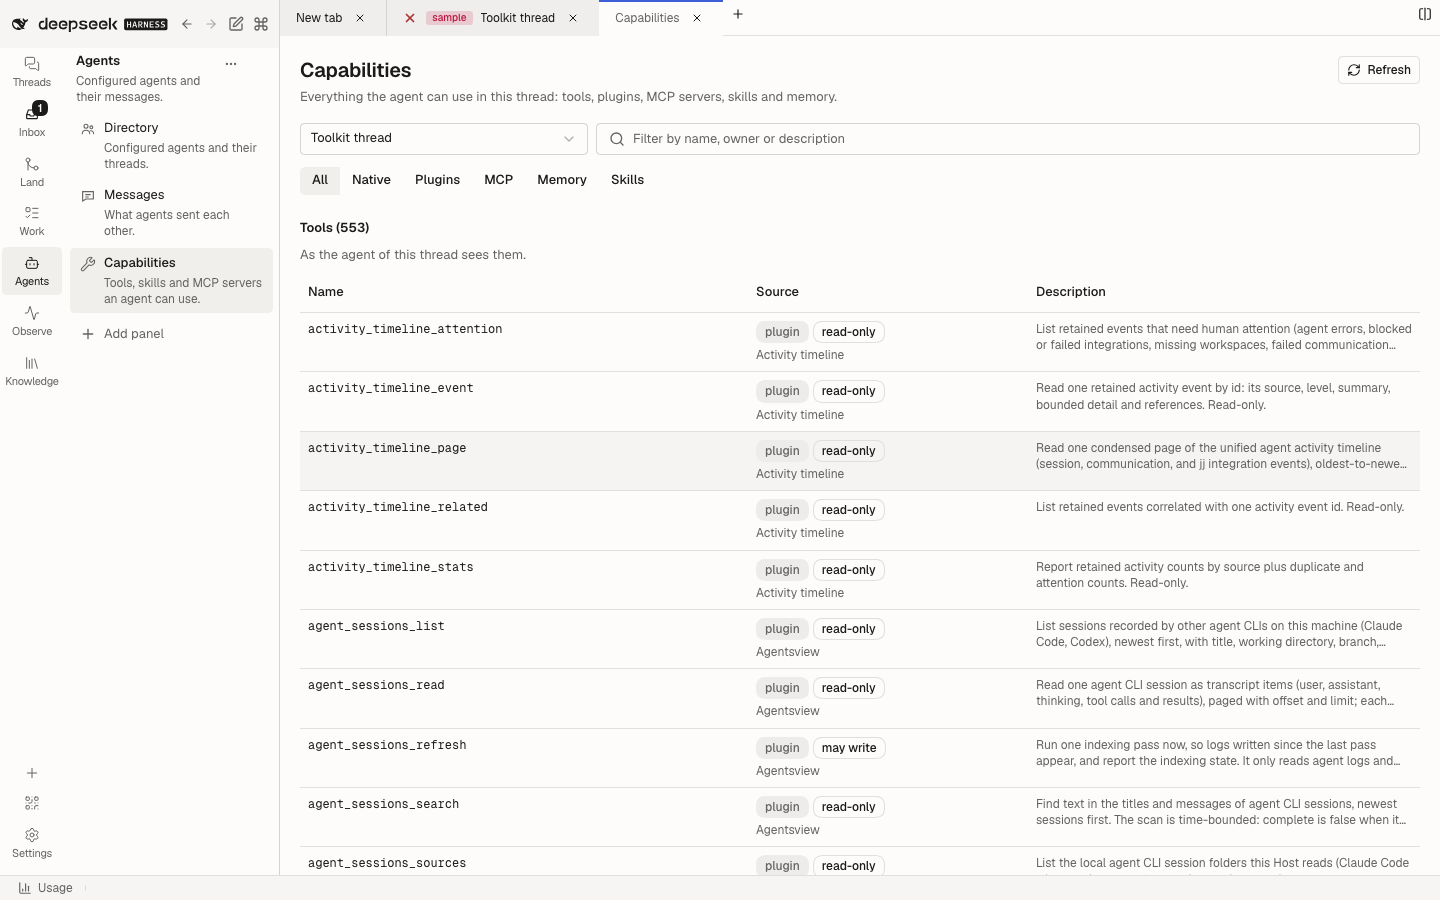 deepseek HARNESS
New tab
sample Toolkit thread
Capabilities
Threads
1
Inbox
Land
Work
Agents
Observe
Knowledge
Settings
Agents
Configured agents and
their messages.
Directory
Configured agents and their
threads.
Messages
What agents sent each
other.
Capabilities
Tools, skills and MCP servers
an agent can use.
Add panel
Capabilities
Refresh
Everything the agent can use in this thread: tools, plugins, MCP servers, skills and memory.
Toolkit thread
Filter by name, owner or description
All Native Plugins MCP Memory Skills
Tools (553)
As the agent of this thread sees them.
Name Source Description
activity_timeline_attention
plugin read-only
Activity timeline
List retained events that need human attention (agent errors, blocked
or failed integrations, missing workspaces, failed communication…
activity_timeline_event
plugin read-only
Activity timeline
Read one retained activity event by id: its source, level, summary,
bounded detail and references. Read-only.
activity_timeline_page
plugin read-only
Activity timeline
Read one condensed page of the unified agent activity timeline
(session, communication, and jj integration events), oldest-to-newe…
activity_timeline_related
plugin read-only
Activity timeline
List retained events correlated with one activity event id. Read-only.
activity_timeline_stats
plugin read-only
Activity timeline
Report retained activity counts by source plus duplicate and
attention counts. Read-only.
agent_sessions_list
plugin read-only
Agentsview
List sessions recorded by other agent CLIs on this machine (Claude
Code, Codex), newest first, with title, working directory, branch,…
agent_sessions_read
plugin read-only
Agentsview
Read one agent CLI session as transcript items (user, assistant,
thinking, tool calls and results), paged with offset and limit; each…
agent_sessions_refresh
plugin may write
Agentsview
Run one indexing pass now, so logs written since the last pass
appear, and report the indexing state. It only reads agent logs and…
agent_sessions_search
plugin read-only
Agentsview
Find text in the titles and messages of agent CLI sessions, newest
sessions first. The scan is time-bounded: complete is false when it…
agent_sessions_sources
plugin read-only
List the local agent CLI session folders this Host reads (Claude Code
Usage